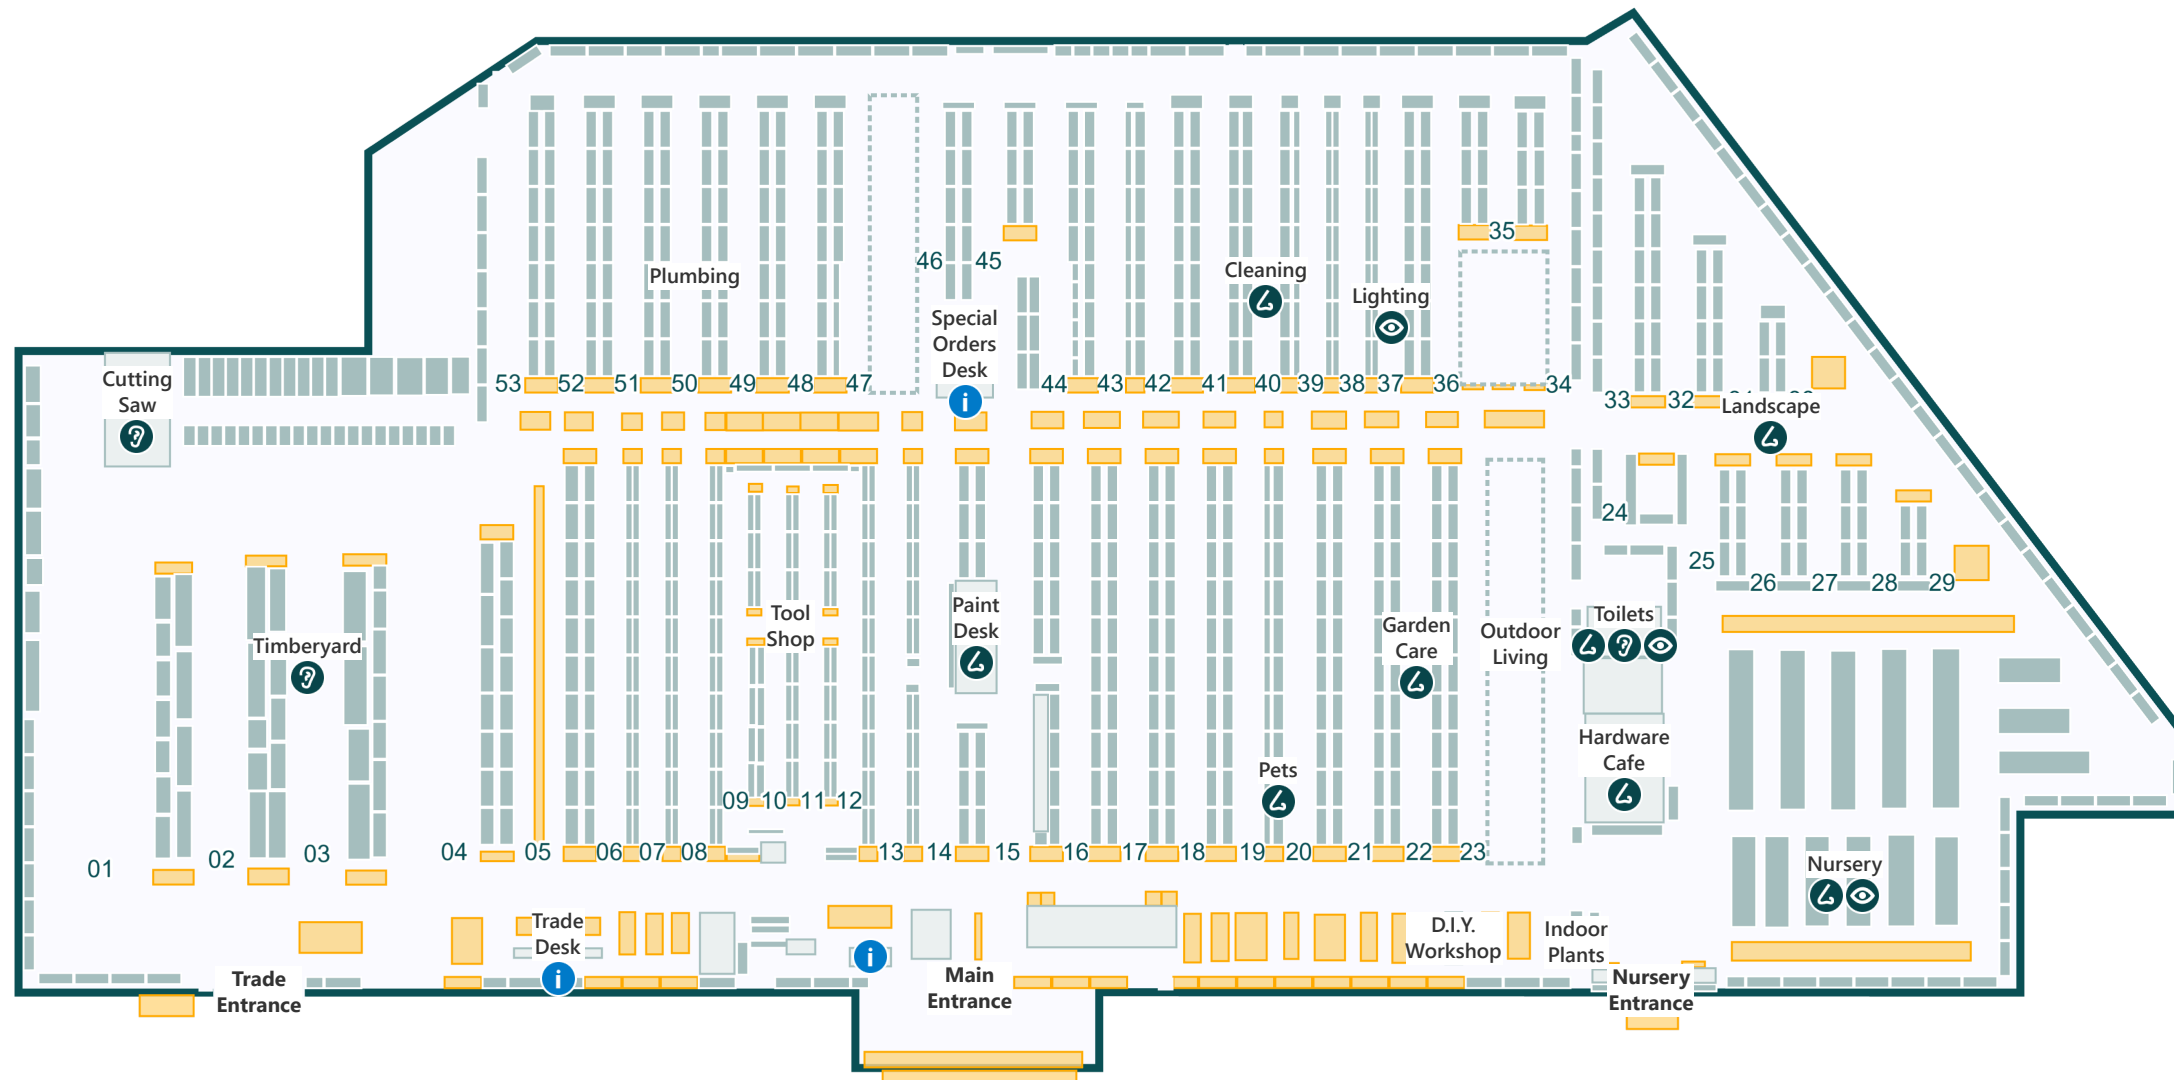 Plumbing
46
45
Cleaning
Lighting
35
Special
Orders
Desk
i
Cutting
Saw
53
52
51
50
49
48
47
44
43
42
41
40
39
38
37
36
34
33
32
Landscape
24
25
26
27
28
29
Timberyard
Tool
Shop
Paint
Desk
Garden
Care
Outdoor
Living
Toilets
Hardware
Cafe
Pets
09
10
11
12
01
02
03
04
05
06
07
08
13
14
15
16
17
18
19
20
21
22
23
Nursery
Trade
Desk
i
i
D.I.Y.
Workshop
Indoor
Plants
Trade
Entrance
Main
Entrance
Nursery
Entrance